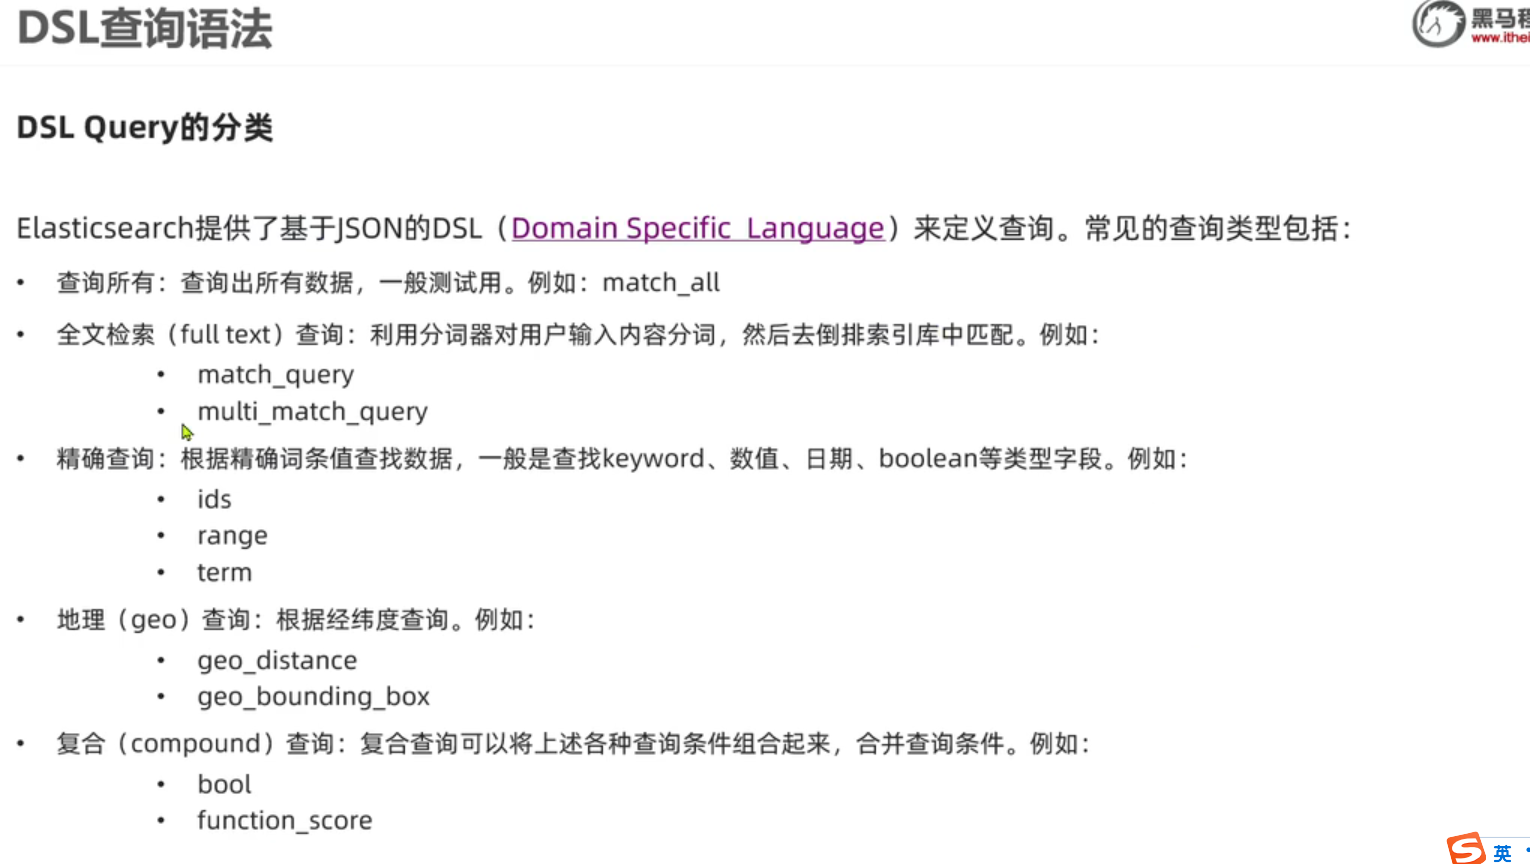 DSL查询语法
黑马程
www.ithei
DSL Query的分类
Elasticsearch提供了基于JSON的DSL（Domain Specific Language）来定义查询。常见的查询类型包括：
• 查询所有：查询出所有数据，一般测试用。例如：match_all
• 全文检索（full text）查询：利用分词器对用户输入内容分词，然后去倒排索引库中匹配。例如：
• match_query
• multi_match_query
• 精确查询：根据精确词条值查找数据，一般是查找keyword、数值、日期、boolean等类型字段。例如：
• ids
• range
• term
• 地理（geo）查询：根据经纬度查询。例如：
• geo_distance
• geo_bounding_box
• 复合（compound）查询：复合查询可以将上述各种查询条件组合起来，合并查询条件。例如：
• bool
• function_score
S 英